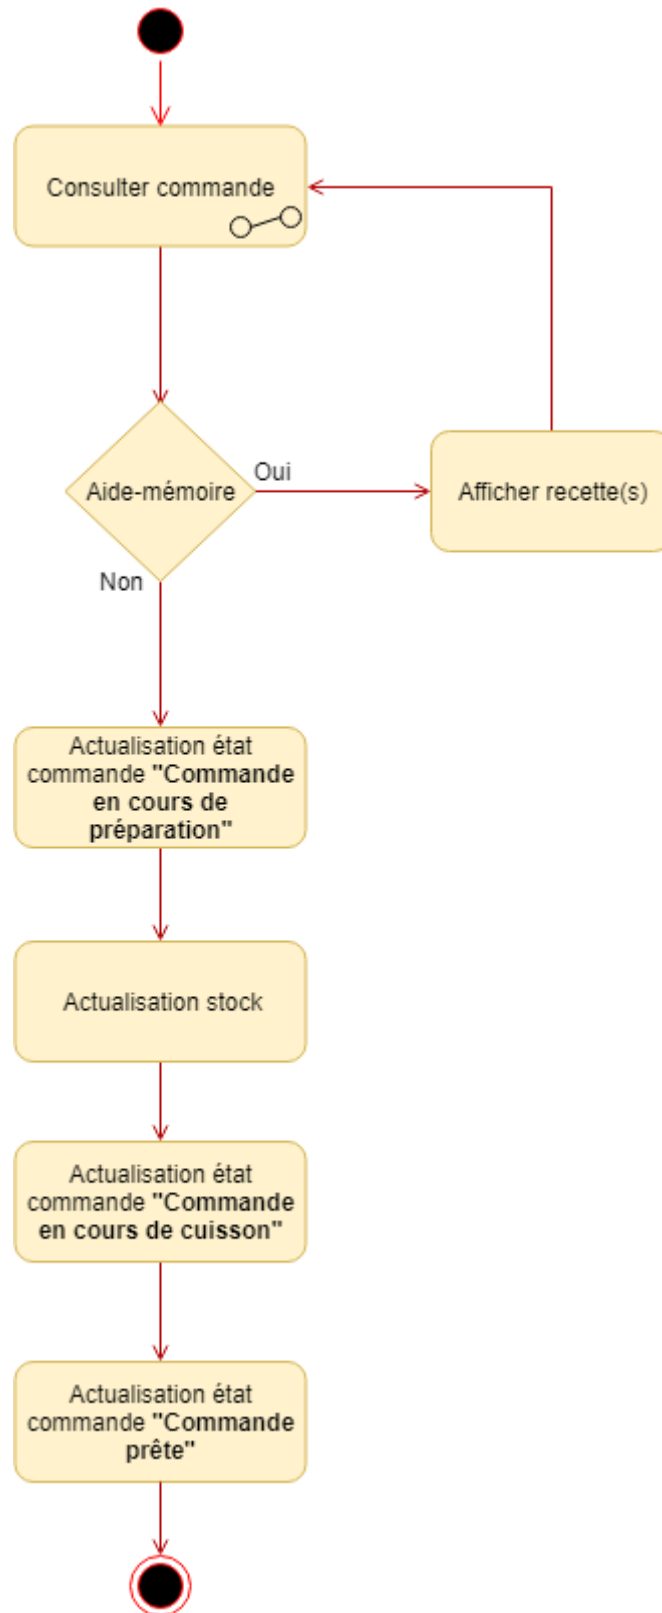 Consulter commande
Aide-mémoire
Oui
Afficher recette(s)
Non
Actualisation état
commande "Commande
en cours de
préparation"
Actualisation stock
Actualisation état
commande "Commande
en cours de cuisson"
Actualisation état
commande "Commande
prête"